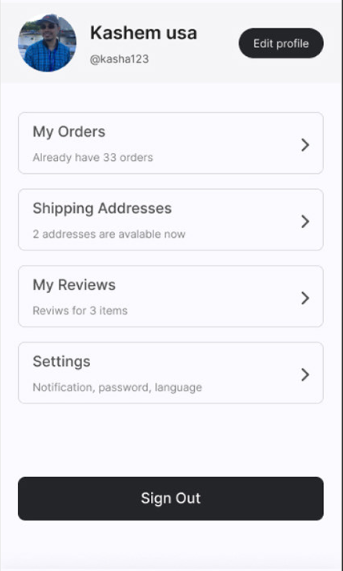 Kashem usa
@kasha123
Edit profile
My Orders
Already have 33 orders
Shipping Addresses
2 addresses are avalable now
My Reviews
Reviws for 3 items
Settings
Notification, password, language
Sign Out